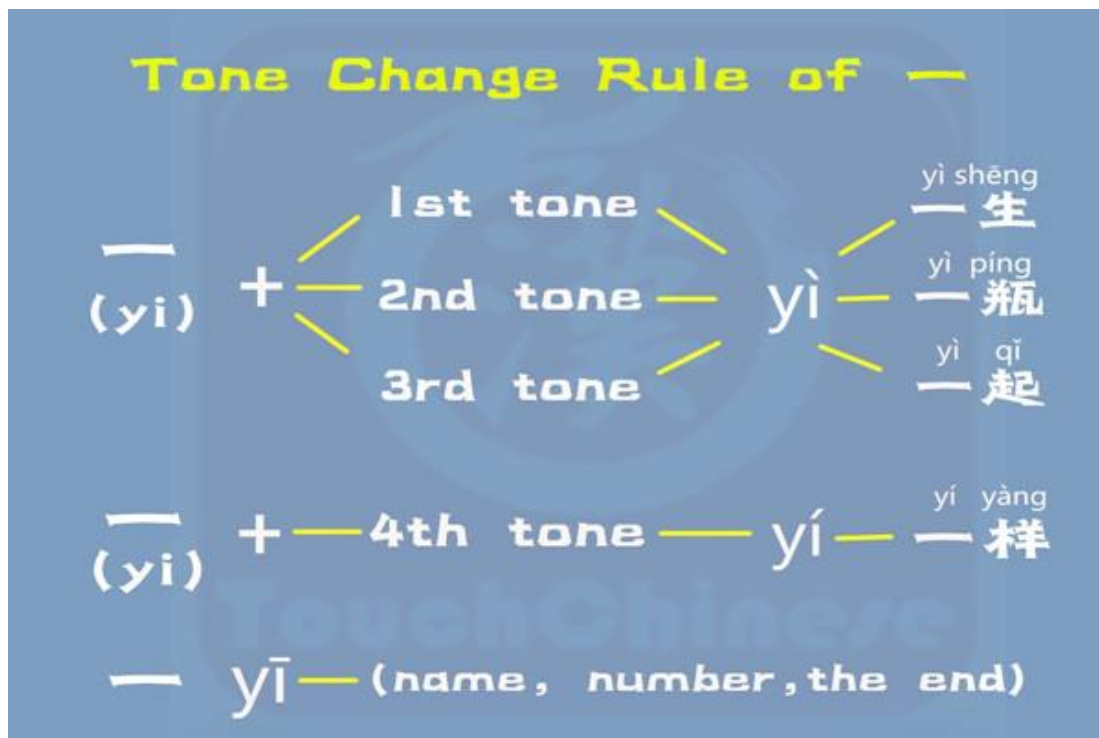 Tone Change Rule of 一
一 (yi) + 1st tone yì yì shēng 一生
2nd tone yì píng 一瓶
3rd tone yì qǐ 一起
一 (yi) + 4th tone yí yí yàng 一样
TouchChinese
一 yī (name, number,the end)
漢